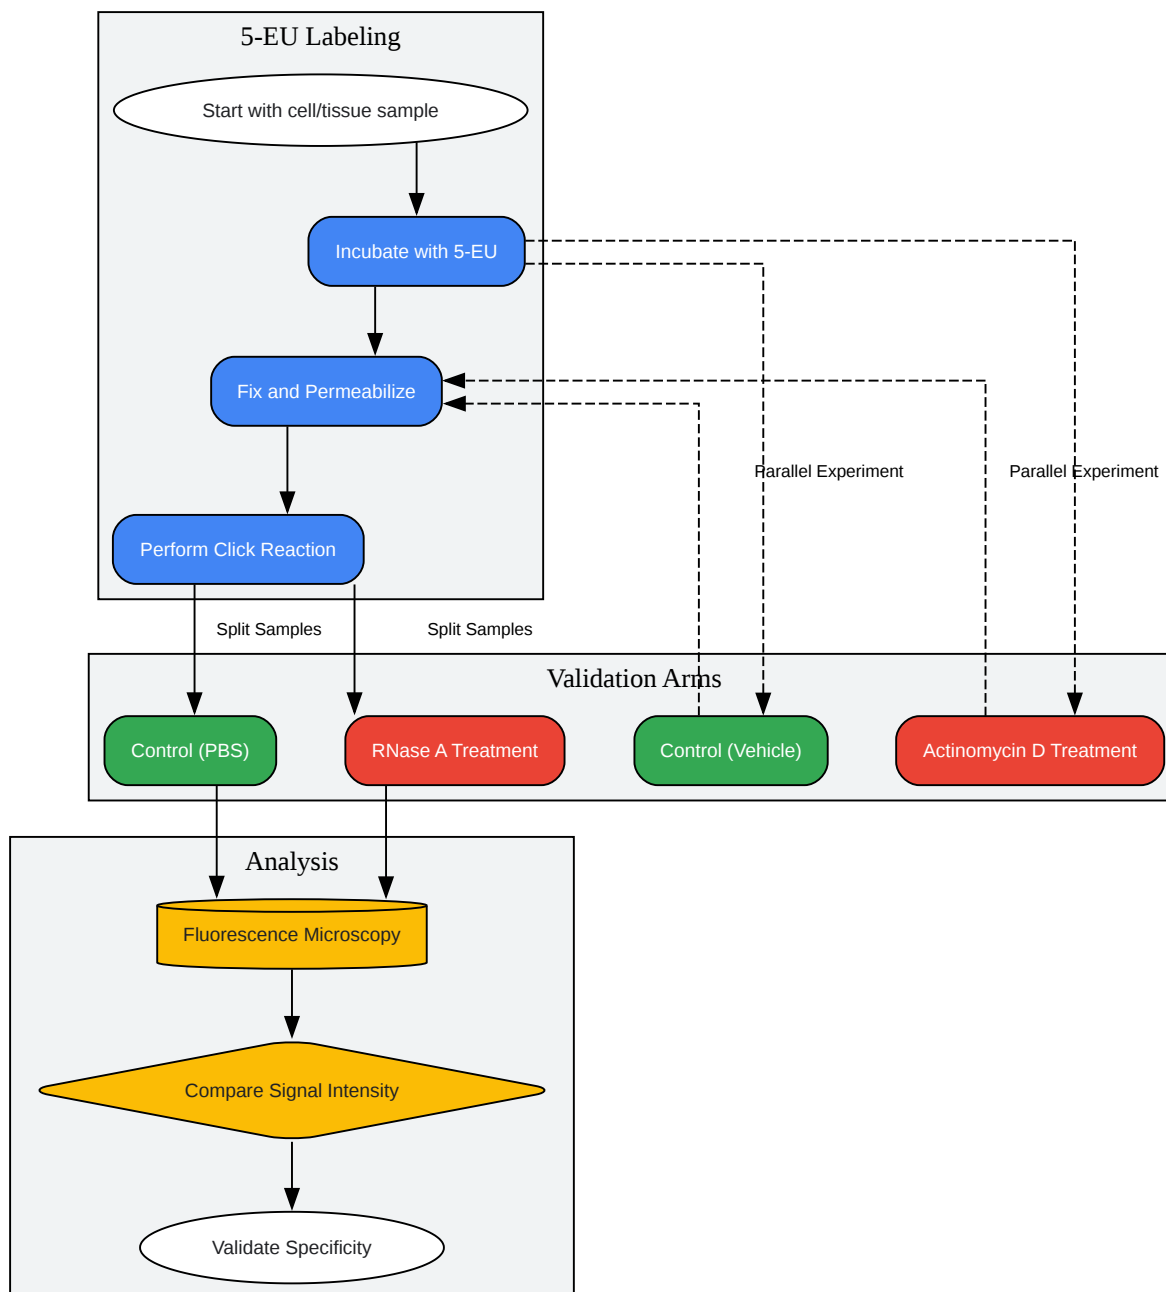 5-EU Labeling
Start with cell/tissue sample
Incubate with 5-EU
Fix and Permeabilize
Parallel Experiment
Parallel Experiment
Perform Click Reaction
Split Samples
Split Samples
Validation Arms
Control (PBS)
RNase A Treatment
Control (Vehicle)
Actinomycin D Treatment
Analysis
Fluorescence Microscopy
Compare Signal Intensity
Validate Specificity